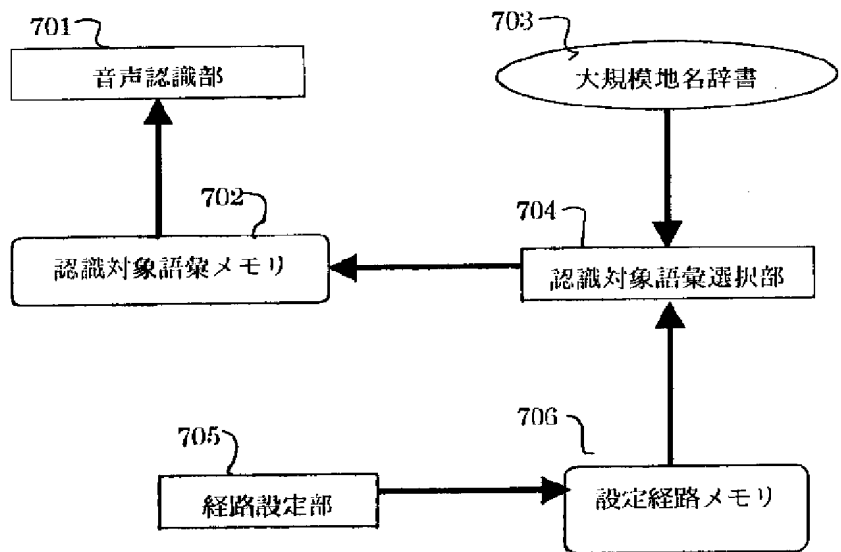 701
音声認識部
703
大規模地名辞書
702
認識対象語彙メモリ
704
認識対象語彙選択部
705
経路設定部
706
設定経路メモリ